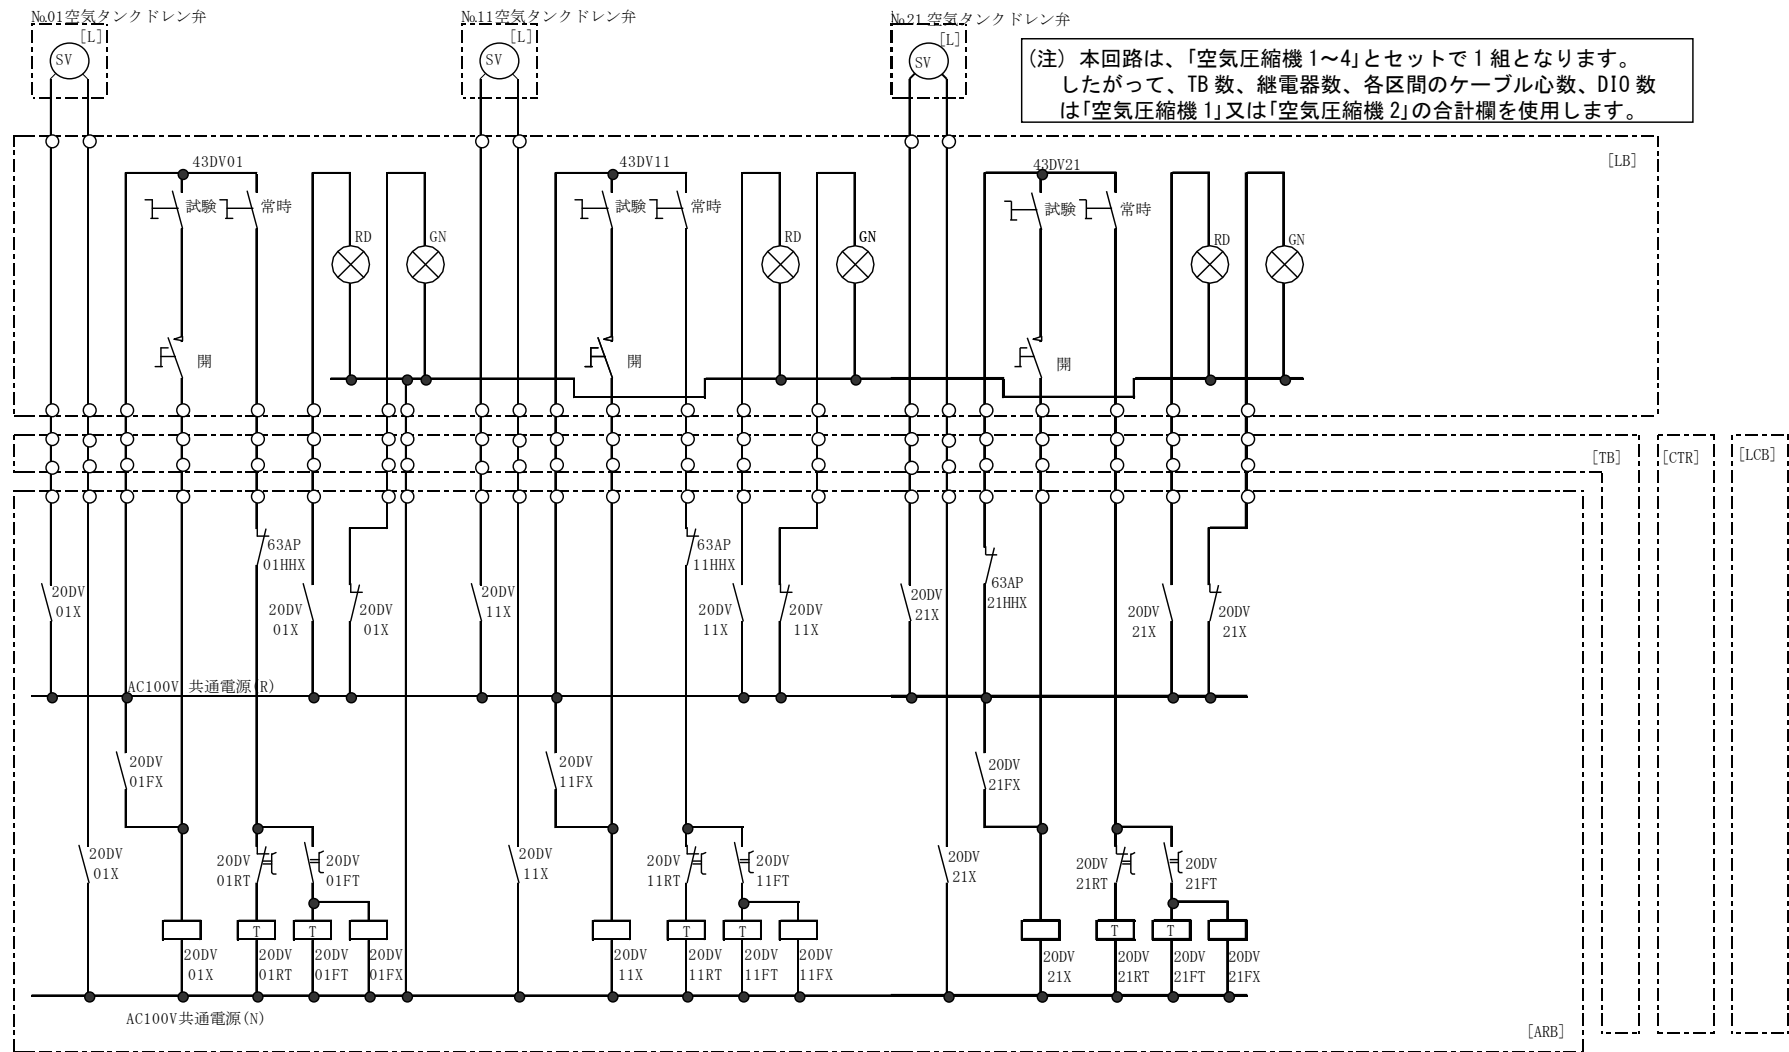 №01空気タンクドレン弁
№11空気タンクドレン弁
№21 空気タンクドレン弁
[L]
[L]
[L]
SV
SV
SV
(注) 本回路は、「空気圧縮機1～4」とセットで1組となります。
したがって、TB数、継電器数、各区間のケーブル心数、DIO数
は「空気圧縮機1」又は「空気圧縮機2」の合計欄を使用します。
[LB]
43DV01
43DV11
43DV21
試験
常時
試験
常時
試験
常時
RD
GN
RD
GN
RD
GN
開
開
開
[TB]
[CTR]
[LCB]
63AP
01HHX
63AP
11HHX
63AP
21HHX
20DV
01X
20DV
01X
20DV
01X
20DV
11X
20DV
11X
20DV
11X
20DV
21X
20DV
21X
20DV
21X
AC100V 共通電源(R)
20DV
01FX
20DV
11FX
20DV
21FX
20DV
01X
20DV
01RT
20DV
01FT
20DV
11X
20DV
11RT
20DV
11FT
20DV
21X
20DV
21RT
20DV
21FT
T
T
T
T
T
T
20DV
01X
20DV
01RT
20DV
01FT
20DV
01FX
20DV
11X
20DV
11RT
20DV
11FT
20DV
11FX
20DV
21X
20DV
21RT
20DV
21FT
20DV
21FX
AC100V共通電源(N)
[ARB]